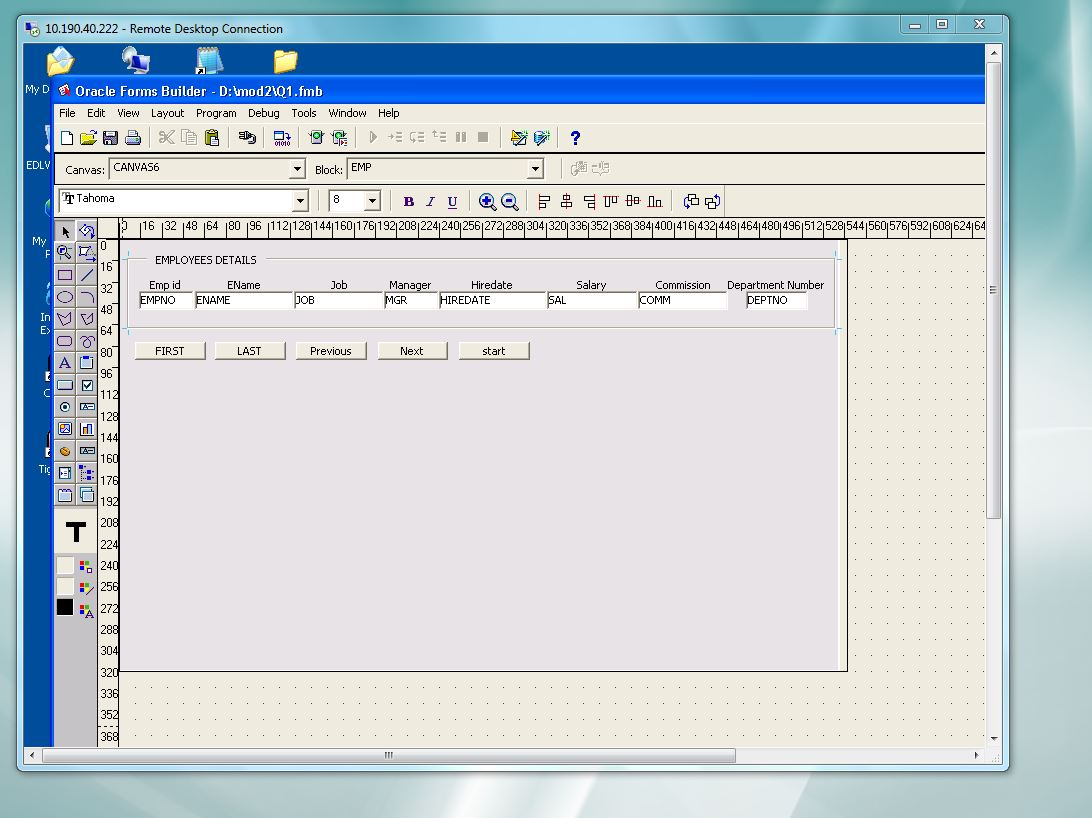 10.190.40.222 - Remote Desktop Connection
My D
Oracle Forms Builder - D:\mod2\Q1.fmb
File Edit View Layout Program Debug Tools Window Help
EDLV
Canvas: CANVAS6 Block: EMP
Tahoma 8 B I U
0 16 32 48 64 80 96 112 128 144 160 176 192 208 224 240 256 272 288 304 320 336 352 368 384 400 416 432 448 464 480 496 512 528 544 560 576 592 608 624 64
My
F
In
Ex
C
Tig
0
16
32
48
64
80
96
112
128
144
160
176
192
208
224
240
256
272
288
304
320
336
352
368
EMPLOYEES DETAILS
Emp id EName Job Manager Hiredate Salary Commission Department Number
EMPNO ENAME JOB MGR HIREDATE SAL COMM DEPTNO
FIRST LAST Previous Next start
T